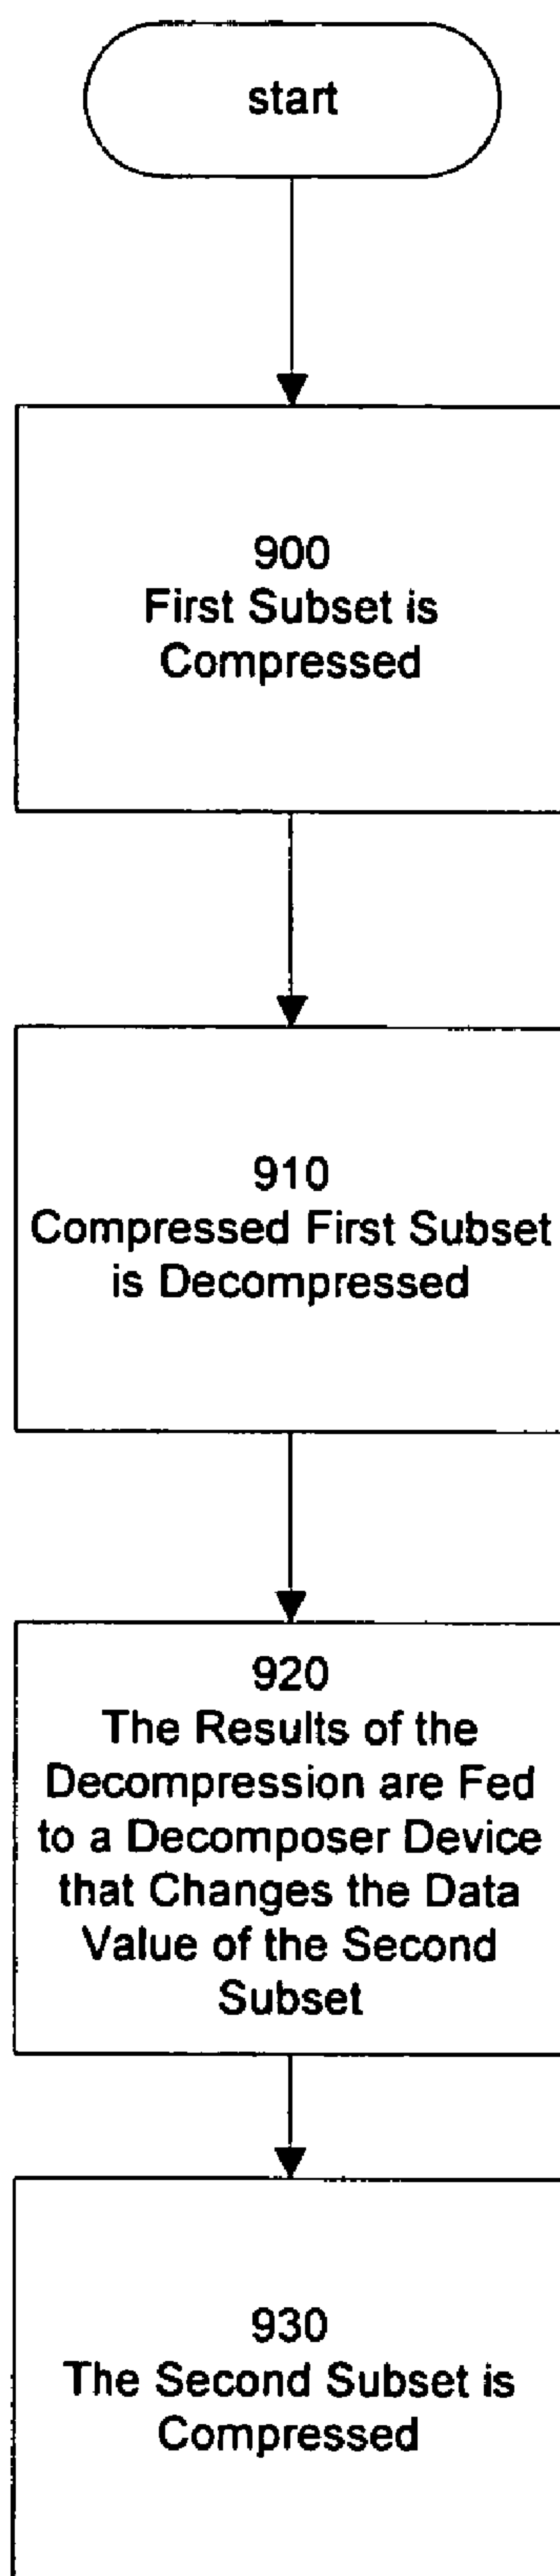 start
900
First Subset is
Compressed
910
Compressed First Subset
is Decompressed
920
The Results of the
Decompression are Fed
to a Decomposer Device
that Changes the Data
Value of the Second
Subset
930
The Second Subset is
Compressed